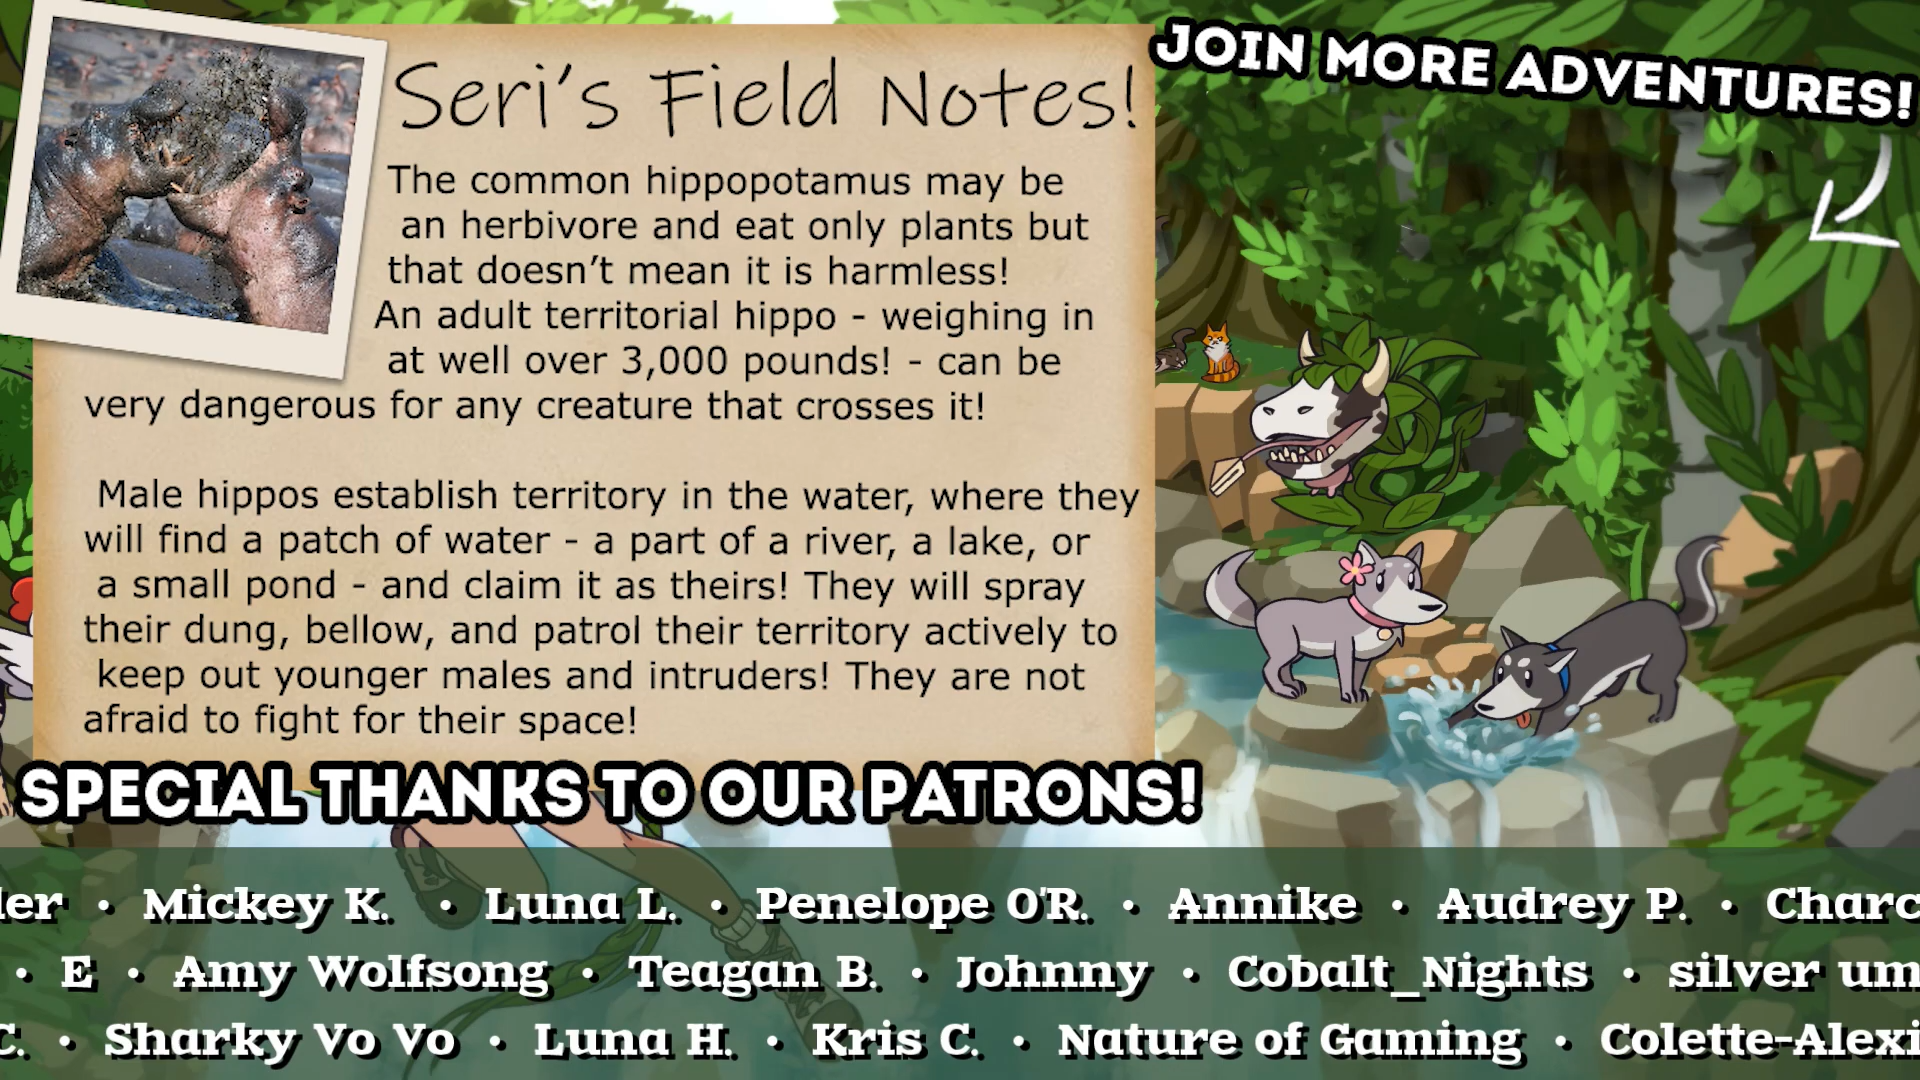 Seri's Field Notes!
JOIN MORE ADVENTURES!
The common hippopotamus may be
an herbivore and eat only plants but
that doesn't mean it is harmless!
An adult territorial hippo - weighing in
at well over 3,000 pounds! - can be
very dangerous for any creature that crosses it!
Male hippos establish territory in the water, where they
will find a patch of water - a part of a river, a lake, or
a small pond - and claim it as theirs! They will spray
their dung, bellow, and patrol their territory actively to
keep out younger males and intruders! They are not
afraid to fight for their space!
SPECIAL THANKS TO OUR PATRONS!
ler • Mickey K. • Luna L. • Penelope O'R. • Annike • Audrey P. • Charc
• E • Amy Wolfsong • Teagan B. • Johnny • Cobalt_Nights • silver um
C. • Sharky Vo Vo • Luna H. • Kris C. • Nature of Gaming • Colette-Alexi